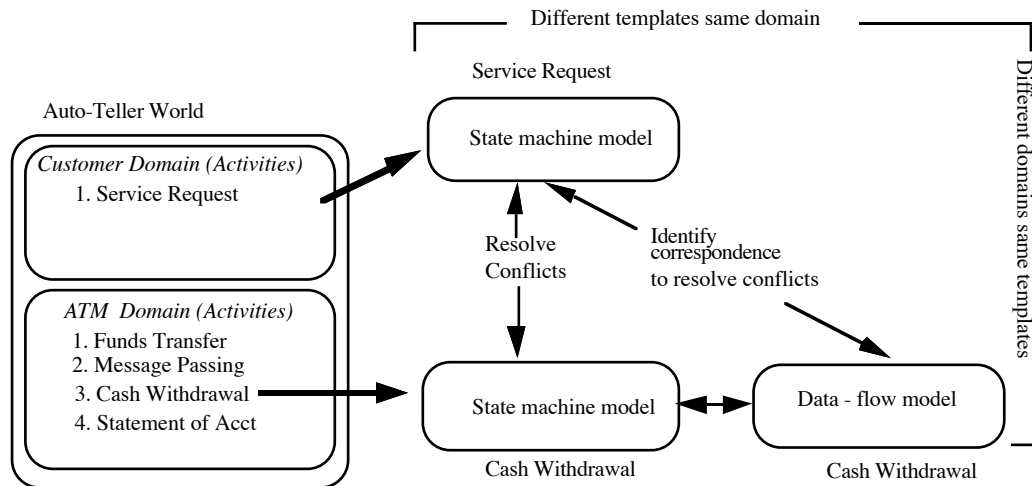 Different templates same domain
Service Request
Auto-Teller World
State machine model
Customer Domain (Activities)
1. Service Request
Resolve
Conflicts
Identify
correspondence
to resolve conflicts
Different domains same templates
ATM Domain (Activities)
1. Funds Transfer
2. Message Passing
3. Cash Withdrawal
4. Statement of Acct
State machine model
Data - flow model
Cash Withdrawal
Cash Withdrawal